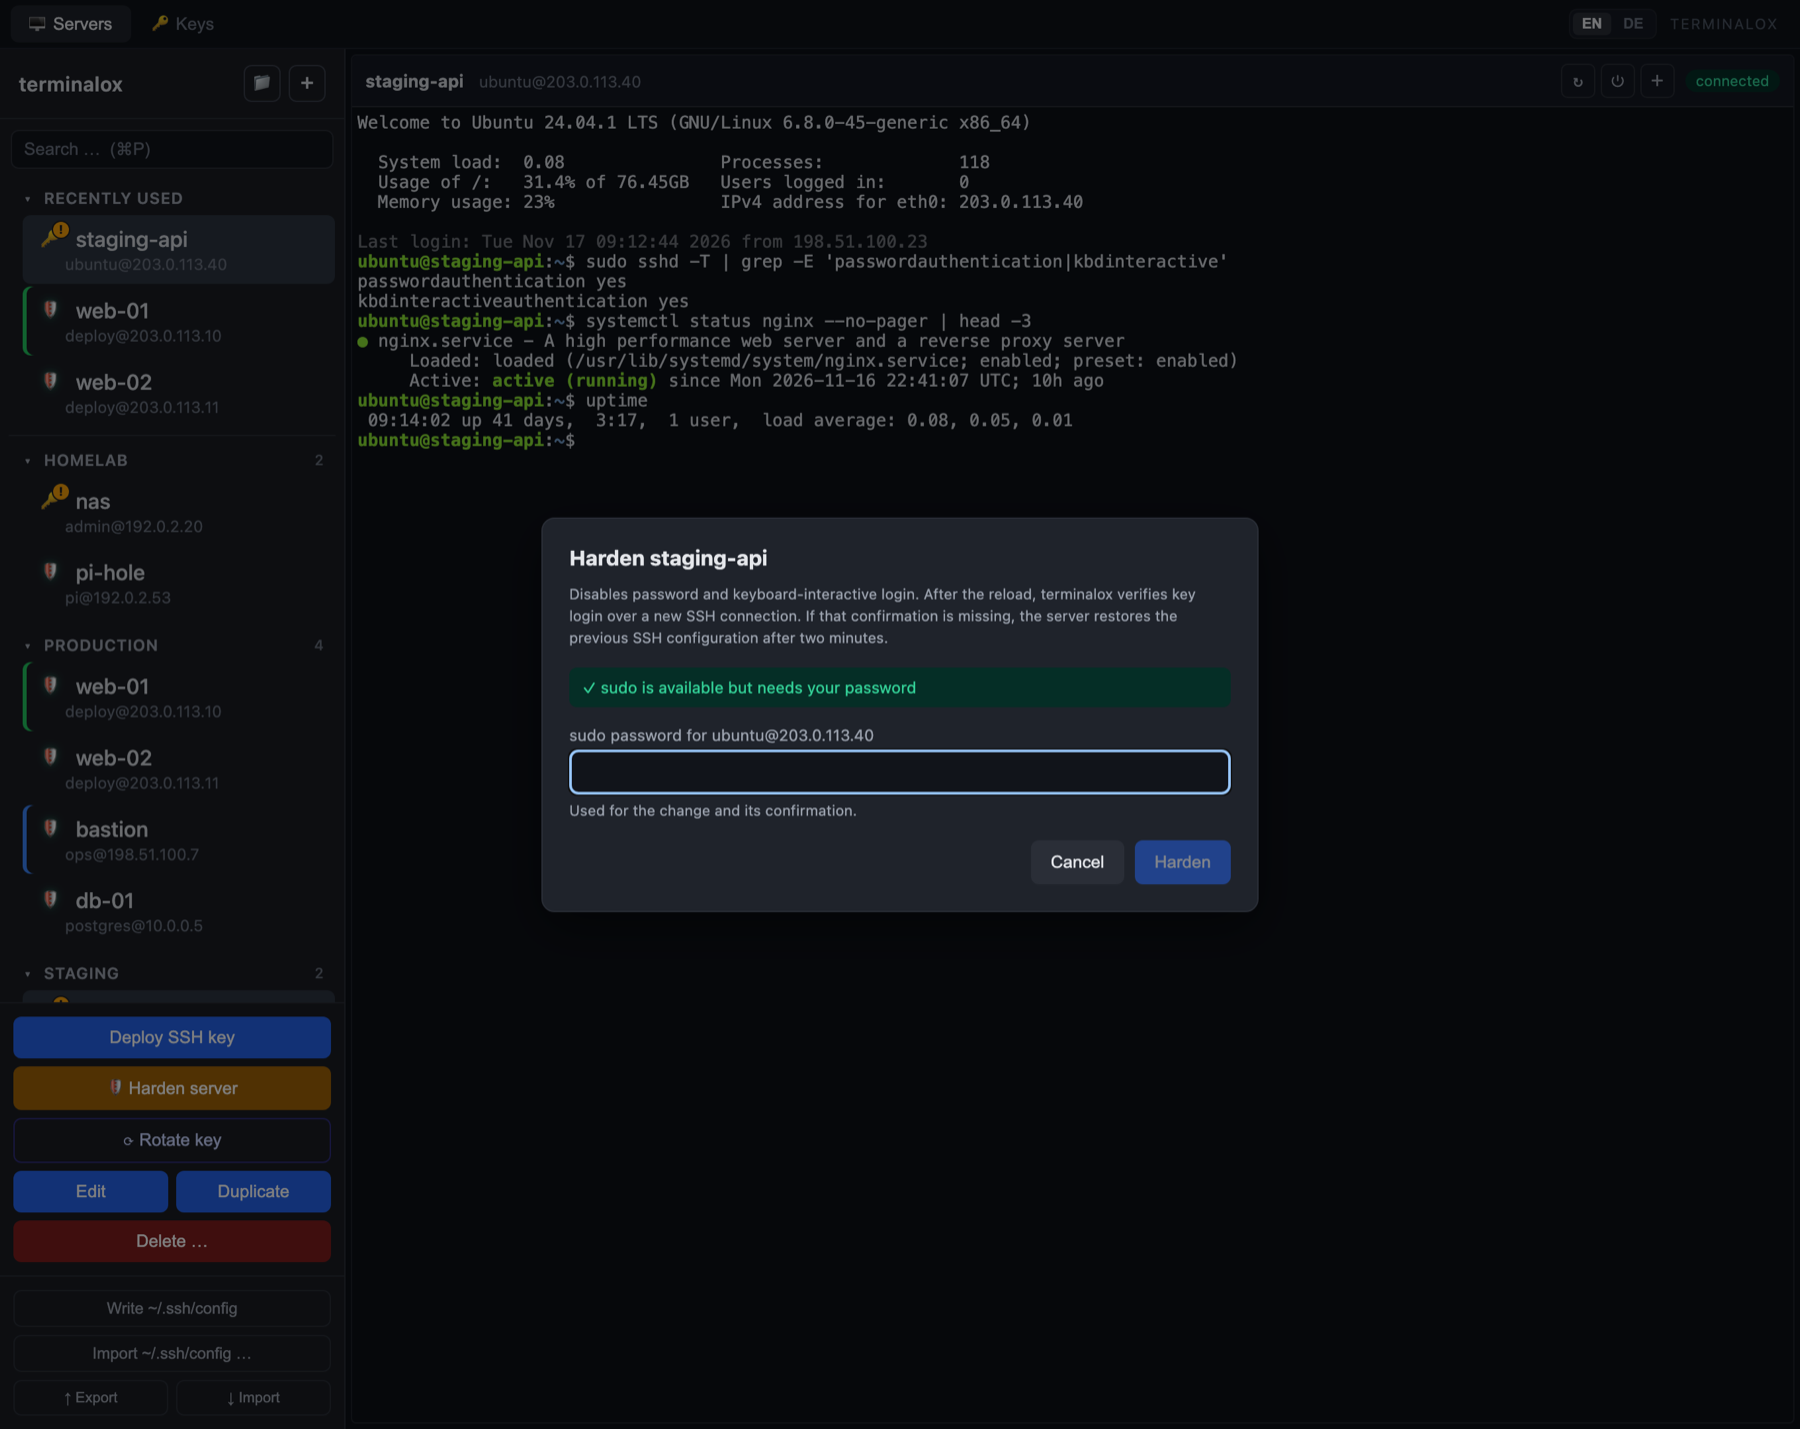 Servers
Keys
EN DE TERMINALOX
terminalox
+
Search … (⌘P)
RECENTLY USED
staging-api
ubuntu@203.0.113.40
web-01
deploy@203.0.113.10
web-02
deploy@203.0.113.11
HOMELAB 2
nas
admin@192.0.2.20
pi-hole
pi@192.0.2.53
PRODUCTION 4
web-01
deploy@203.0.113.10
web-02
deploy@203.0.113.11
bastion
ops@198.51.100.7
db-01
postgres@10.0.0.5
STAGING 2
Deploy SSH key
Harden server
Rotate key
Edit
Duplicate
Delete …
Write ~/.ssh/config
Import ~/.ssh/config …
↑ Export
↓ Import
staging-api ubuntu@203.0.113.40
+ connected
Welcome to Ubuntu 24.04.1 LTS (GNU/Linux 6.8.0-45-generic x86_64)
System load: 0.08 Processes: 118
Usage of /: 31.4% of 76.45GB Users logged in: 0
Memory usage: 23% IPv4 address for eth0: 203.0.113.40
Last login: Tue Nov 17 09:12:44 2026 from 198.51.100.23
ubuntu@staging-api:~$ sudo sshd -T | grep -E 'passwordauthentication|kbdinteractive'
passwordauthentication yes
kbdinteractiveauthentication yes
ubuntu@staging-api:~$ systemctl status nginx --no-pager | head -3
● nginx.service - A high performance web server and a reverse proxy server
Loaded: loaded (/usr/lib/systemd/system/nginx.service; enabled; preset: enabled)
Active: active (running) since Mon 2026-11-16 22:41:07 UTC; 10h ago
ubuntu@staging-api:~$ uptime
09:14:02 up 41 days, 3:17, 1 user, load average: 0.08, 0.05, 0.01
ubuntu@staging-api:~$
Harden staging-api
Disables password and keyboard-interactive login. After the reload, terminalox verifies key
login over a new SSH connection. If that confirmation is missing, the server restores the
previous SSH configuration after two minutes.
✓ sudo is available but needs your password
sudo password for ubuntu@203.0.113.40
Used for the change and its confirmation.
Cancel
Harden